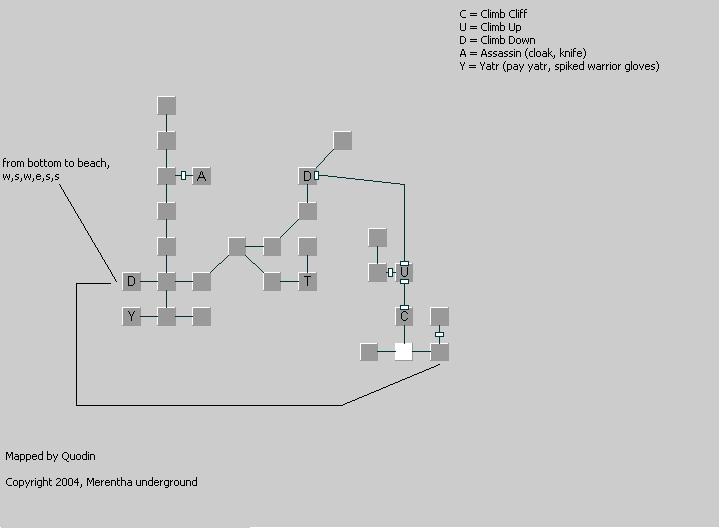 C = Climb Cliff
U = Climb Up
D = Climb Down
A = Assassin (cloak, knife)
Y = Yatr (pay yatr, spiked warrior gloves)
from bottom to beach,
w,s,w,e,s,s
A
D
U
D
T
Y
C
Mapped by Quodin
Copyright 2004, Merentha underground